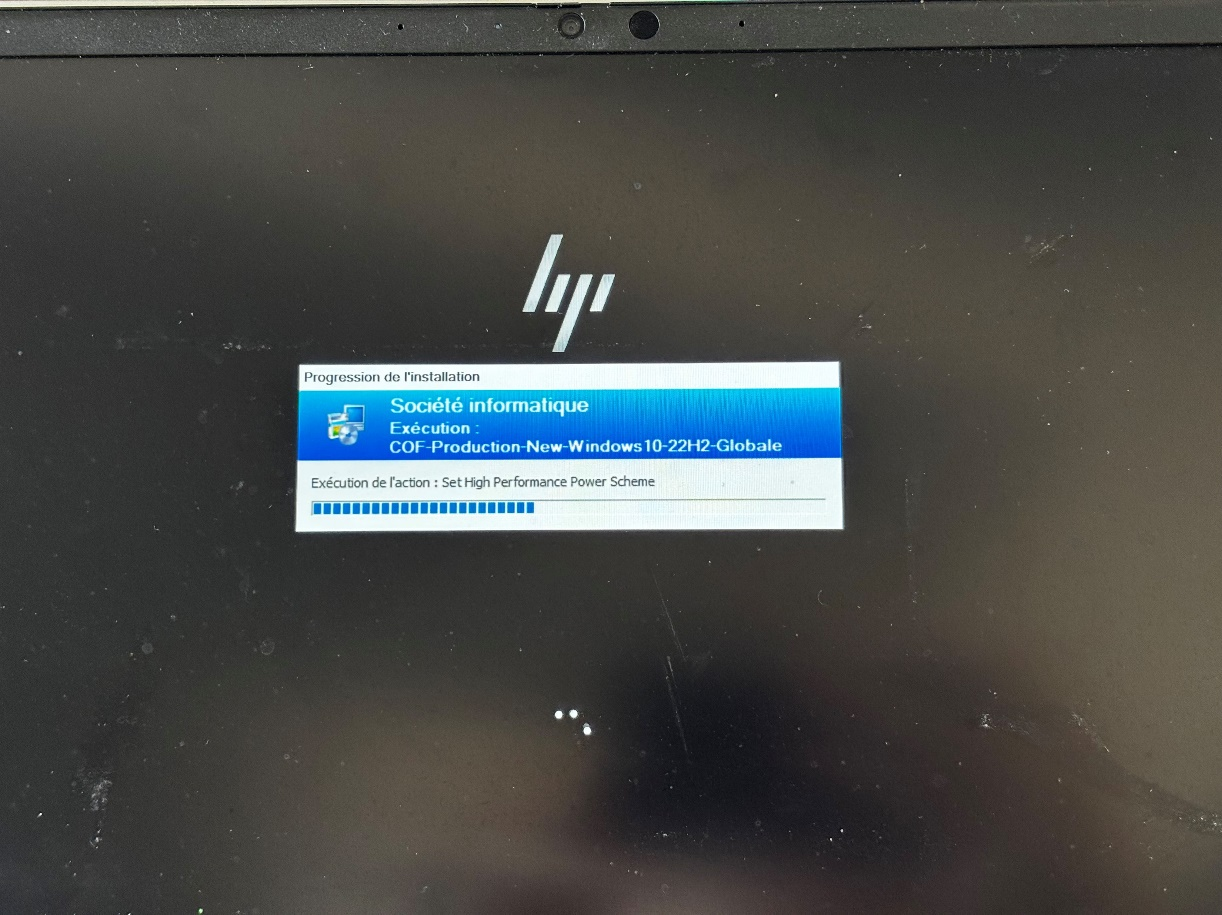 hp
Progression de l'installation
Société informatique
Exécution :
COF-Production-New-Windows10-22H2-Globale
Exécution de l'action : Set High Performance Power Scheme